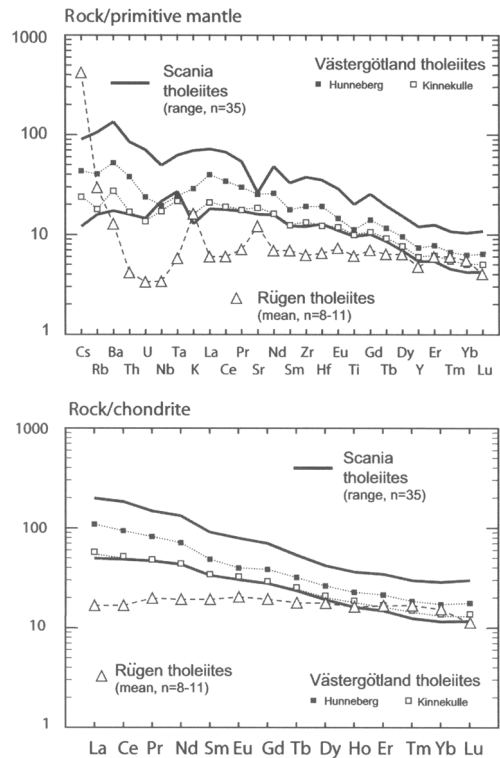 Rock/primitive mantle
1000
100
10
1
Scania
tholeiites
(range, n=35)
Västergötland tholeiites
Hunneberg Kinnekulle
Rügen tholeiites
(mean, n=8-11)
Cs Ba U Ta La Pr Nd Zr Eu Gd Dy Er Yb
Rb Th Nb K Ce Sr Sm Hf Ti Tb Y Tm Lu
Rock/chondrite
1000
100
10
1
Scania
tholeiites
(range, n=35)
Rügen tholeiites
(mean, n=8-11)
Västergötland tholeiites
Hunneberg Kinnekulle
La Ce Pr Nd Sm Eu Gd Tb Dy Ho Er Tm Yb Lu